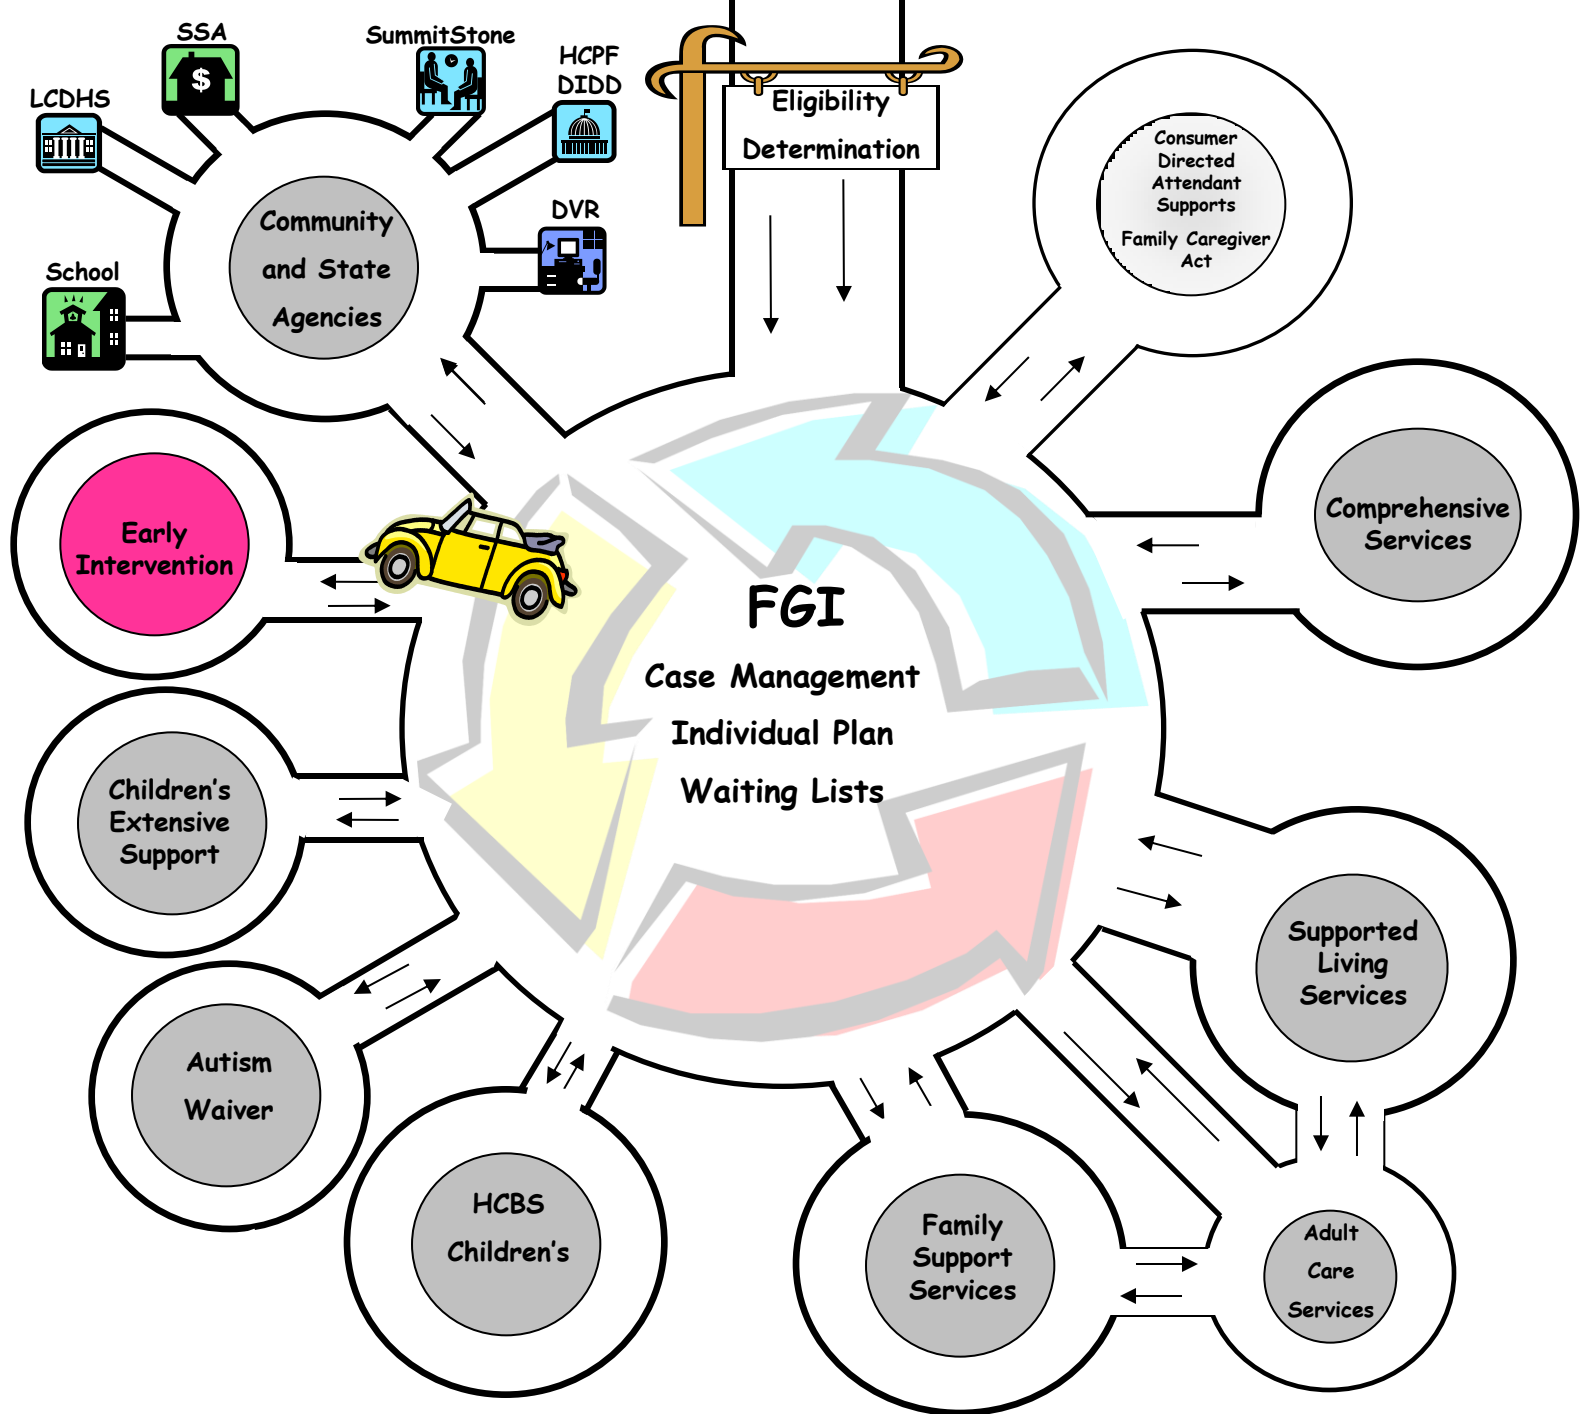 SSA
SummitStone
HCPF
DIDD
LCDHS
School
DVR
Community
and State
Agencies
Eligibility
Determination
Consumer
Directed
Attendant
Supports
Family Caregiver
Act
Early
Intervention
Comprehensive
Services
FGI
Case Management
Individual Plan
Waiting Lists
Children's
Extensive
Support
Supported
Living
Services
Autism
Waiver
HCBS
Children's
Family
Support
Services
Adult
Care
Services
$